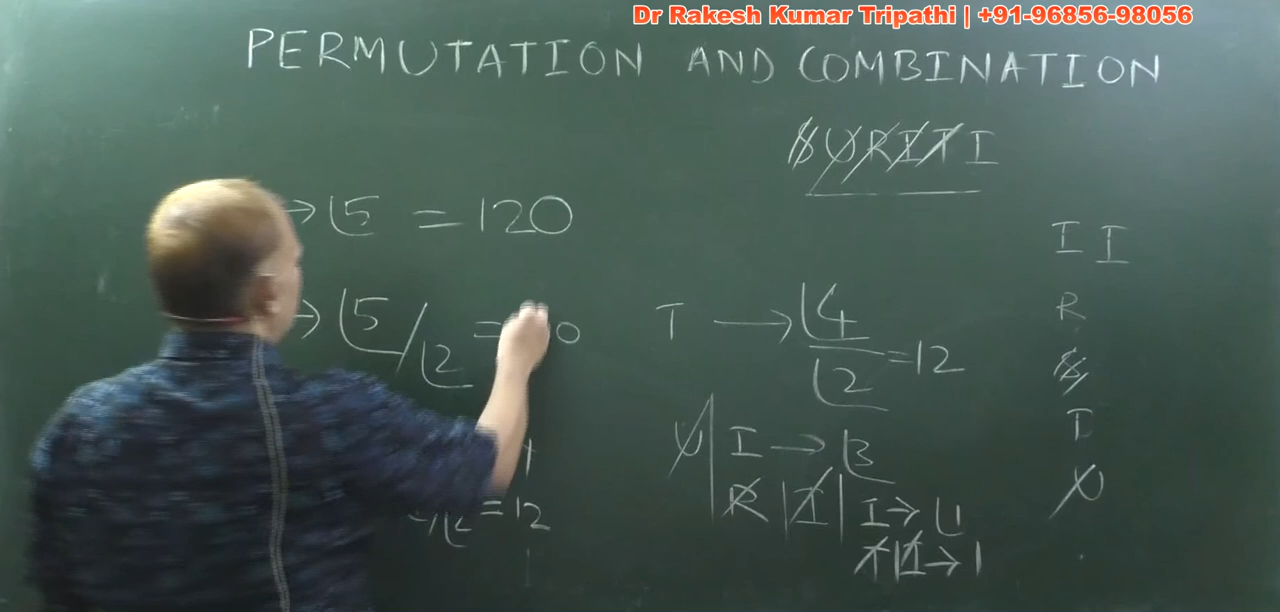 Dr Rakesh Kumar Tripathi | +91-96856-98056
PERMUTATION AND COMBINATION
SURITI
→ ⌊5 = 120
I I
→ ⌊5/⌊2 =
T → ⌊4/⌊2 = 12
R
S
T
U | I → ⌊3
U
R | I | I → ⌊1
/⌊2 = 12
T | I → 1